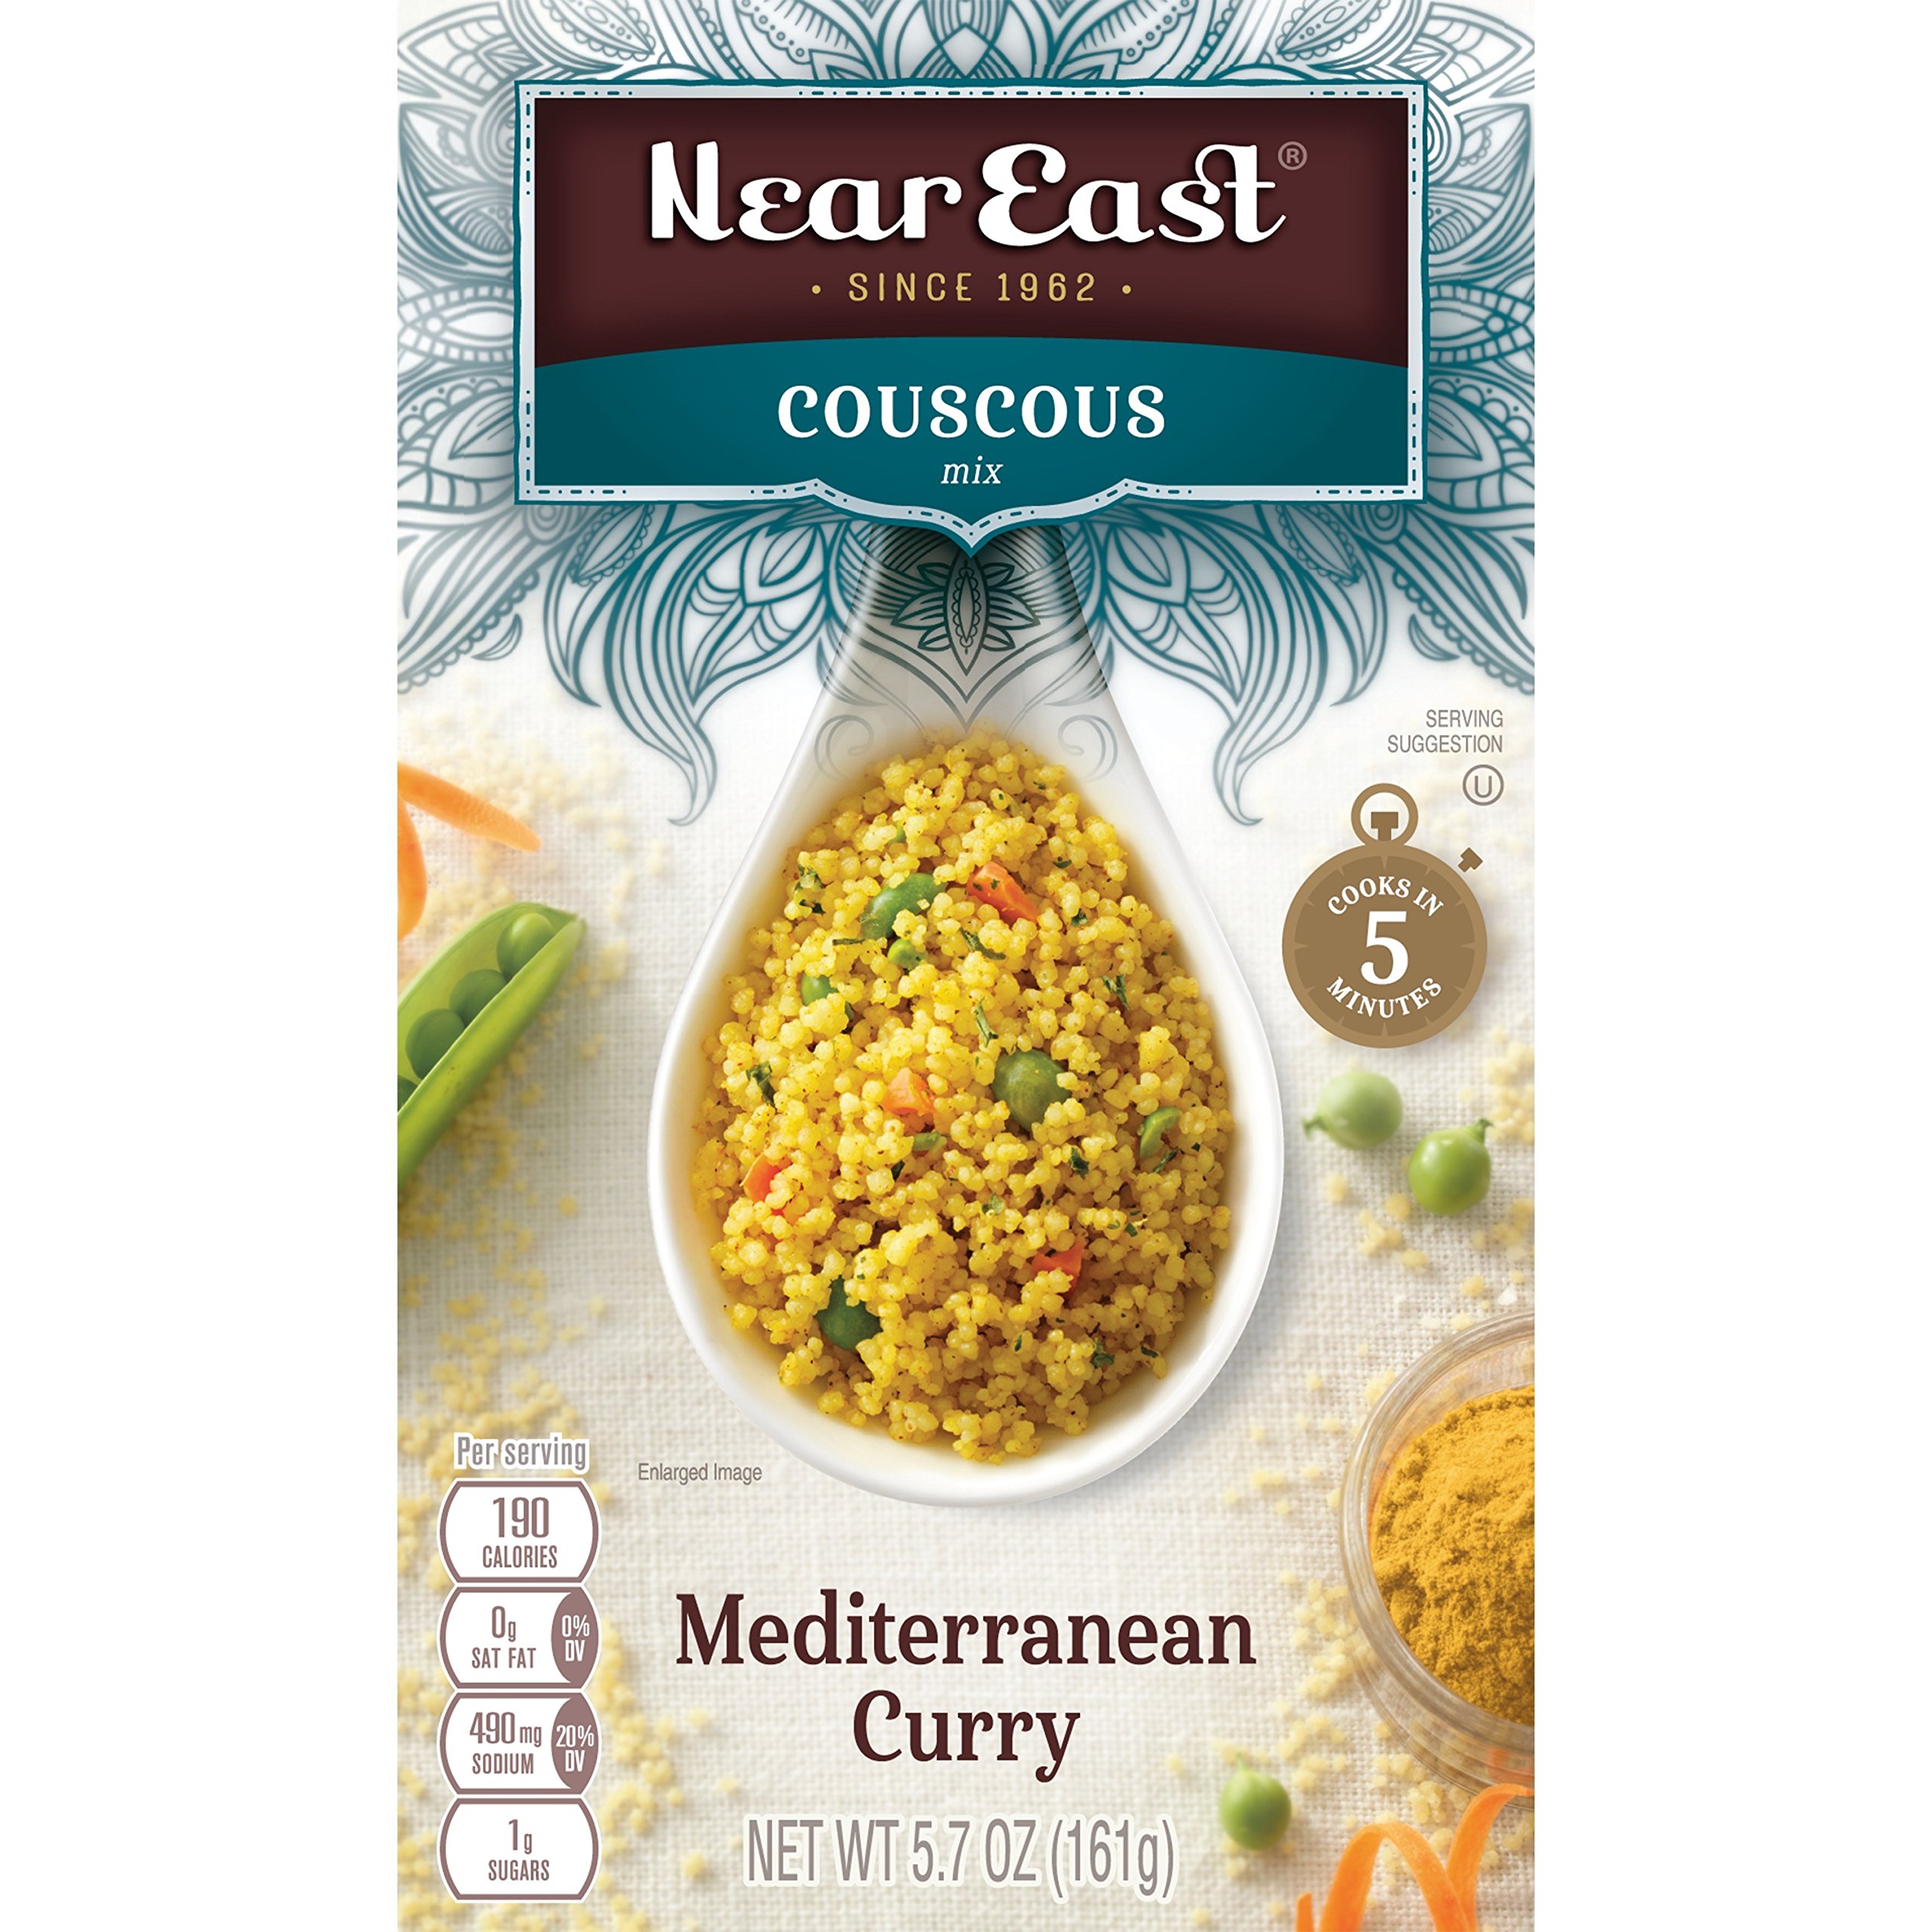 Near East®
• SINCE 1962 •
COUSCOUS
mix
SERVING
SUGGESTION
U
COOKS IN
5
MINUTES
Per serving
190
CALORIES
0g
SAT FAT
0%
DV
490mg
SODIUM
20%
DV
1g
SUGARS
Enlarged Image
Mediterranean
Curry
NET WT 5.7 OZ (161g)